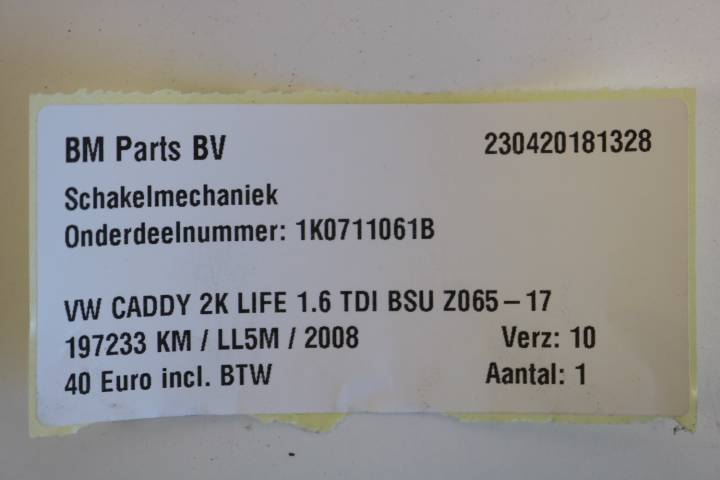 BM Parts BV 230420181328
Schakelmechaniek
Onderdeelnummer: 1K0711061B
VW CADDY 2K LIFE 1.6 TDI BSU Z065-17
197233 KM / LL5M / 2008 Verz: 10
40 Euro incl. BTW Aantal: 1